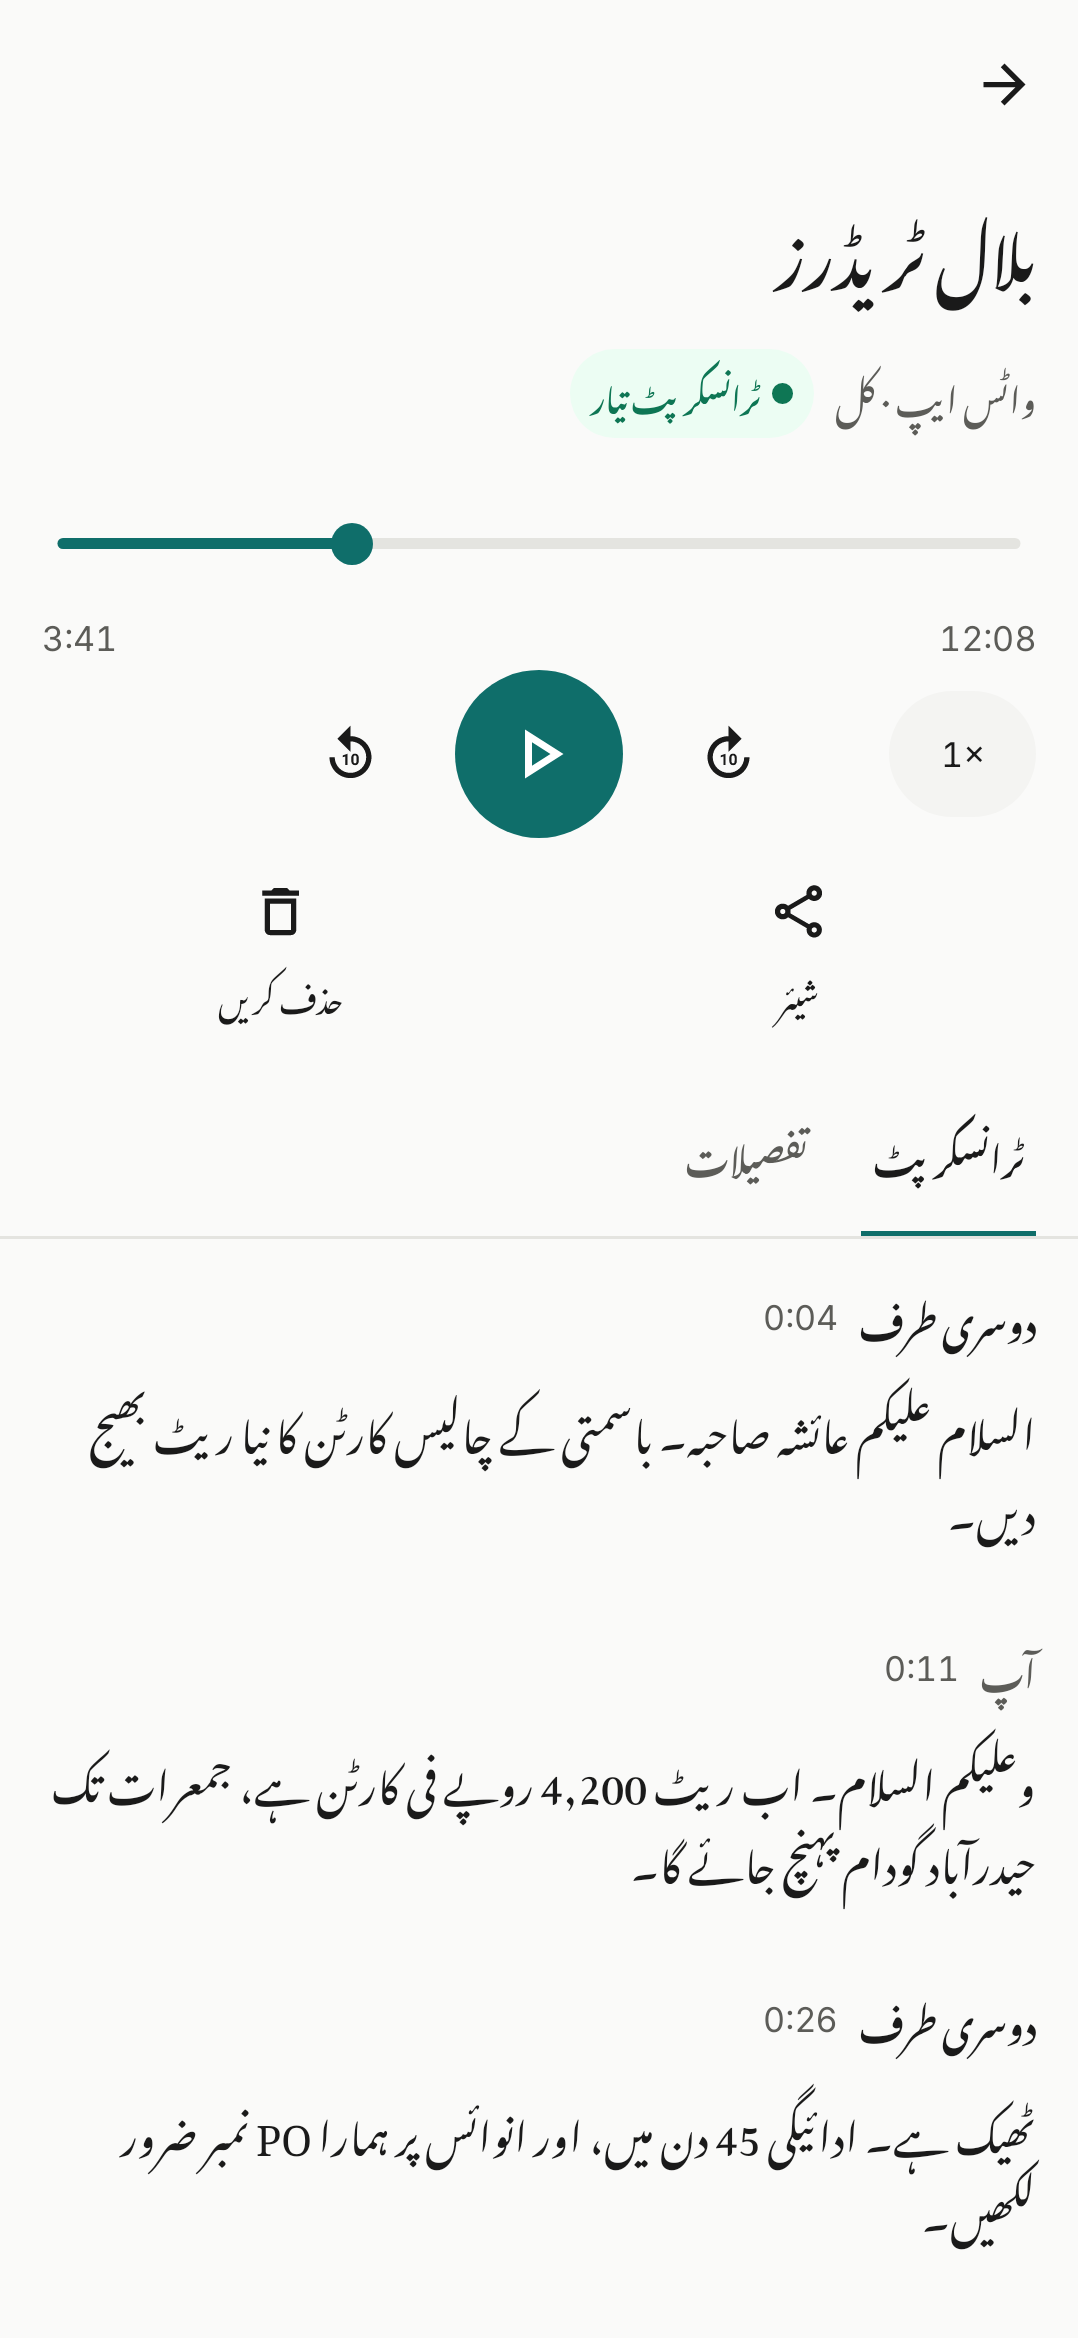 بلال ٹریڈرز
واٹس ایپ · کل
ٹرانسکرپٹ تیار
3:41
12:08
10
10
1×
حذف کریں
شیئر
ٹرانسکرپٹ
تفصیلات
دوسری طرف 0:04
السلام علیکم عائشہ صاحبہ۔ باسمتی کے چالیس کارٹن کا نیا ریٹ بھیج
دیں۔
آپ 0:11
وعلیکم السلام۔ اب ریٹ 4,200 روپے فی کارٹن ہے، جمعرات تک
حیدرآباد گودام پہنچ جائے گا۔
دوسری طرف 0:26
ٹھیک ہے۔ ادائیگی 45 دن میں، اور انوائس پر ہمارا PO نمبر ضرور
لکھیں۔